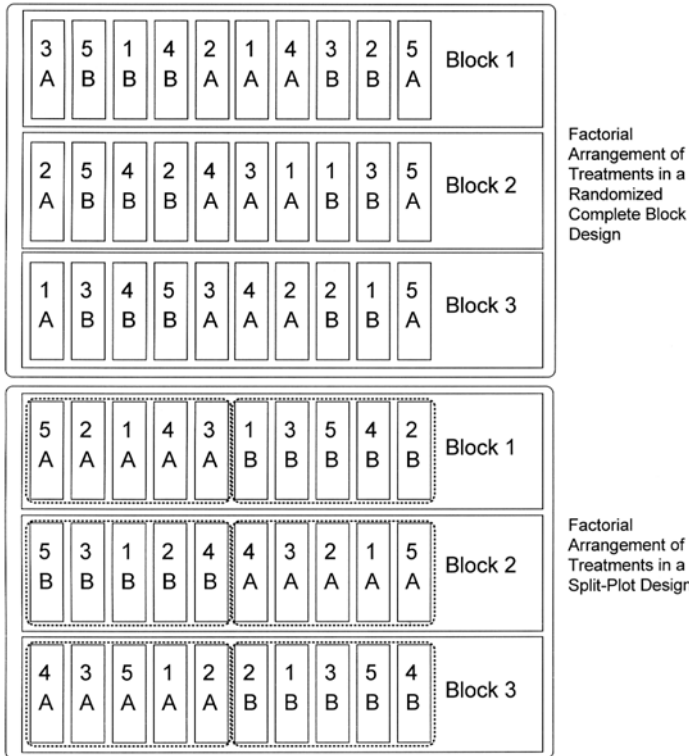 3 5 1 4 2 1 4 3 2 5
A B B B A A A B B A
Block 1
2 5 4 2 4 3 1 1 3 5
A B B B A A A B B A
Block 2
1 3 4 5 3 4 2 2 1 5
A B B B A A A B B A
Block 3
Factorial
Arrangement of
Treatments in a
Randomized
Complete Block
Design
5 2 1 4 3 1 3 5 4 2
A A A A A B B B B B
Block 1
5 3 1 2 4 4 3 2 1 5
B B B B B A A A A A
Block 2
4 3 5 1 2 2 1 3 5 4
A A A A A B B B B B
Block 3
Factorial
Arrangement of
Treatments in a
Split-Plot Design